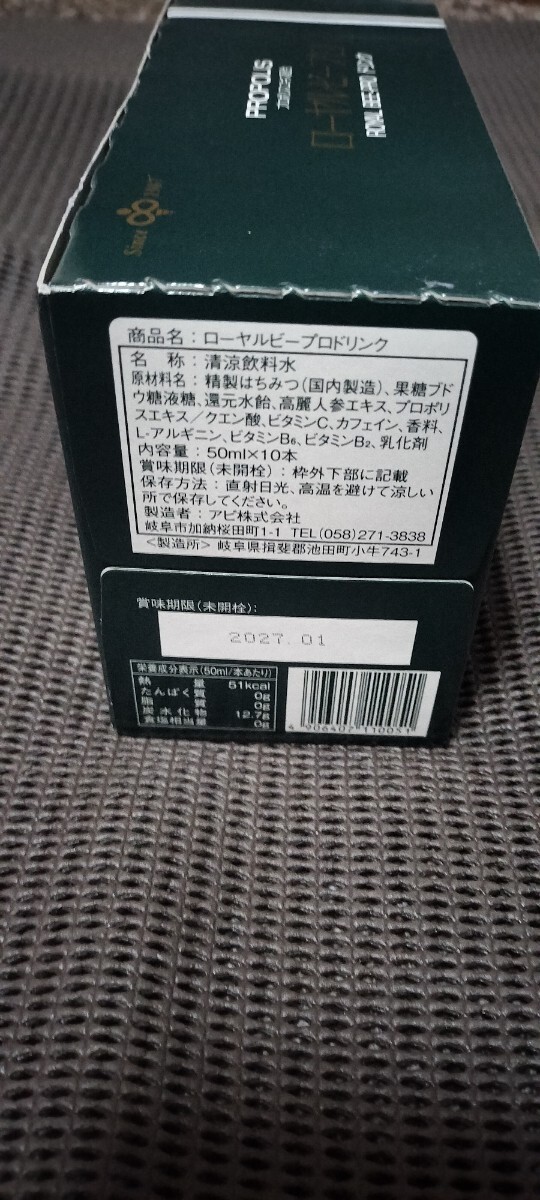 PROPOLIS
ROYAL BEE-PRO ドリンク
Since
商品名：ローヤルビープロドリンク
名　称：清涼飲料水
原材料名：精製はちみつ（国内製造）、果糖ブド
ウ糖液糖、還元水飴、高麗人参エキス、プロポリ
スエキス／クエン酸、ビタミンC、カフェイン、香料、
L-アルギニン、ビタミンB₆、ビタミンB₂、乳化剤
内容量：50ml×10本
賞味期限（未開栓）：枠外下部に記載
保存方法：直射日光、高温を避けて涼しい
所で保存してください。
製造者：アピ株式会社
岐阜市加納桜田町1-1 TEL(058)271-3838
＜製造所＞ 岐阜県揖斐郡池田町小牛743-1
賞味期限（未開栓）：
2027.01
栄養成分表示（50ml/本あたり）
熱量 51kcal
たんぱく質 0g
脂質 0g
炭水化物 12.7g
食塩相当量 0g
4 906407 110051